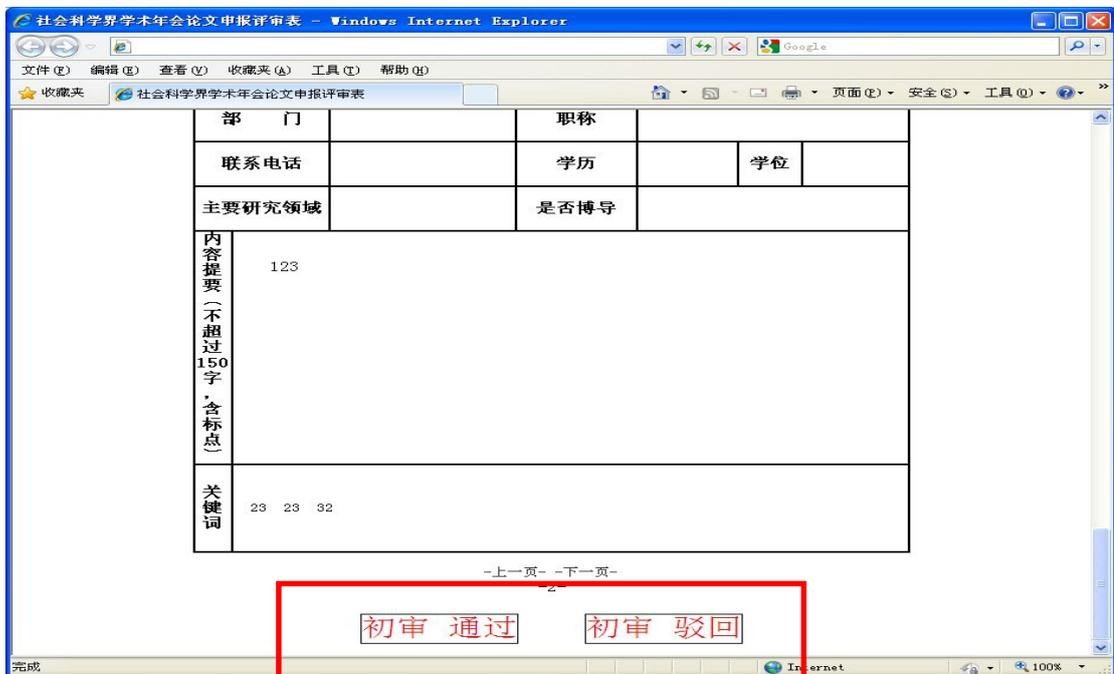 社会科学界学术年会论文申报评审表 - Windows Internet Explorer
Google
文件(F) 编辑(E) 查看(V) 收藏夹(A) 工具(T) 帮助(H)
收藏夹 社会科学界学术年会论文申报评审表 页面(P) 安全(S) 工具(O) »
部 门 职称
联系电话 学历 学位
主要研究领域 是否博导
内容提要（不超过150字，含标点）
123
关键词
23 23 32
-上一页- -下一页-
-2-
初审 通过 初审 驳回
完成 Internet 100%